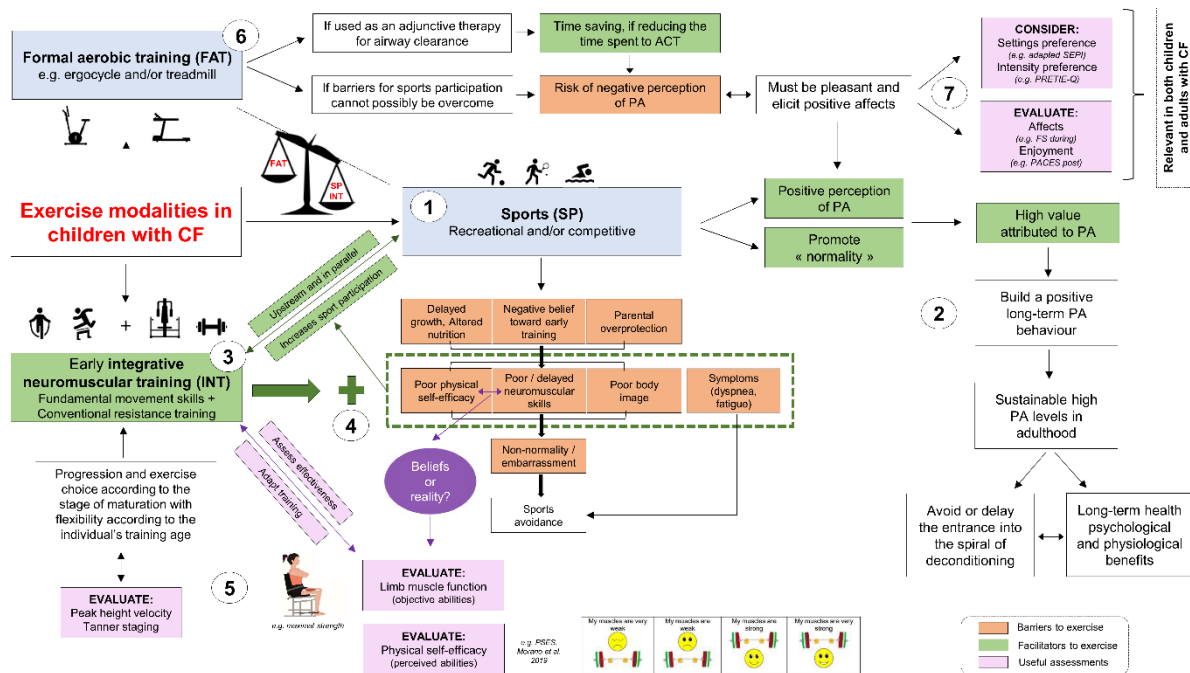 6
Formal aerobic training (FAT)
e.g. ergocycle and/or treadmill
If used as an adjunctive therapy
for airway clearance
Time saving, if reducing the
time spent to ACT
If barriers for sports participation
cannot possibly be overcome
Risk of negative perception
of PA
Must be pleasant and
elicit positive affects
7
CONSIDER:
Settings preference
(e.g. adapted SEPI)
Intensity preference
(e.g. PRETIE-Q)
EVALUATE:
Affects
(e.g. FS during)
Enjoyment
(e.g. PACES post)
Relevant in both children
and adults with CF
FAT
SP
INT
Exercise modalities in
children with CF
1
Sports (SP)
Recreational and/or competitive
Positive perception
of PA
Promote
« normality »
High value
attributed to PA
2
Build a positive
long-term PA
behaviour
Sustainable high
PA levels in
adulthood
Avoid or delay
the entrance into
the spiral of
deconditioning
Long-term health
psychological
and physiological
benefits
Upstream and in parallel
Increases sport participation
Delayed
growth, Altered
nutrition
Negative belief
toward early
training
Parental
overprotection
+
3
Early integrative
neuromuscular training (INT)
Fundamental movement skills +
Conventional resistance training
4
Poor physical
self-efficacy
Poor / delayed
neuromuscular
skills
Poor body
image
Symptoms
(dyspnea,
fatigue)
Non-normality /
embarrassment
Sports
avoidance
Beliefs
or
reality?
Assess effectiveness
Adapt training
Progression and exercise
choice according to the
stage of maturation with
flexibility according to the
individual's training age
5
EVALUATE:
Peak height velocity
Tanner staging
e.g. maximal strength
EVALUATE:
Limb muscle function
(objective abilities)
EVALUATE:
Physical self-efficacy
(perceived abilities)
e.g. PSES,
Morano et al.
2019
My muscles are very
weak
My muscles are
weak
My muscles are
strong
My muscles are very
strong
Barriers to exercise
Facilitators to exercise
Useful assessments